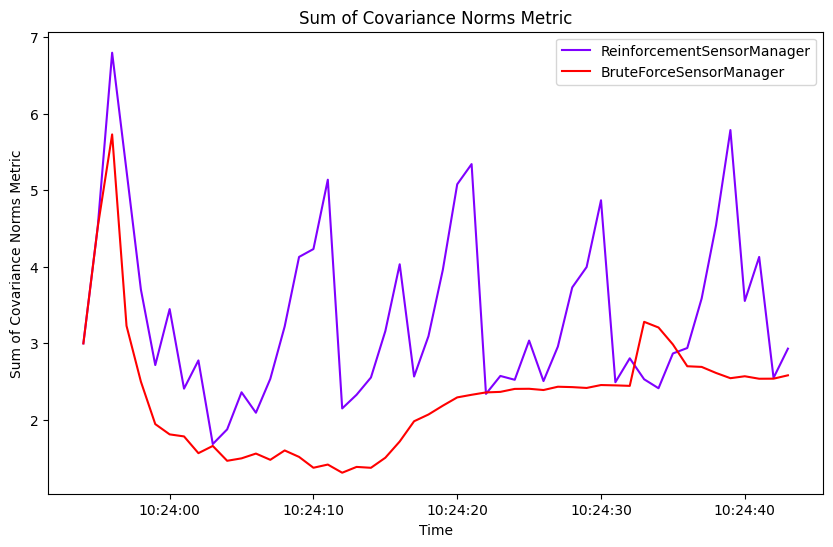 Sum of Covariance Norms Metric
ReinforcementSensorManager
BruteForceSensorManager
Sum of Covariance Norms Metric
7
6
5
4
3
2
10:24:00
10:24:10
10:24:20
10:24:30
10:24:40
Time